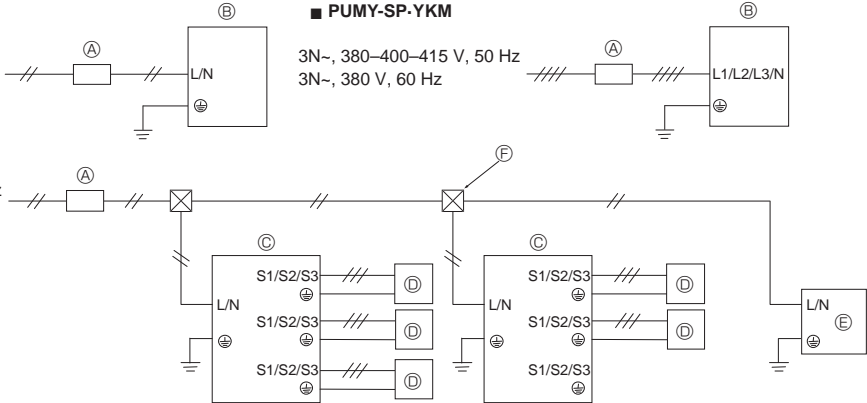 Ⓑ
■ PUMY-SP·YKM
Ⓑ
Ⓐ
3N~, 380–400–415 V, 50 Hz
Ⓐ
L/N
3N~, 380 V, 60 Hz
L1/L2/L3/N
Ⓕ
Ⓐ
Ⓒ
Ⓒ
S1/S2/S3
Ⓓ
S1/S2/S3
Ⓓ
L/N
L/N
L/N
Ⓔ
S1/S2/S3
Ⓓ
S1/S2/S3
Ⓓ
S1/S2/S3
Ⓓ
S1/S2/S3